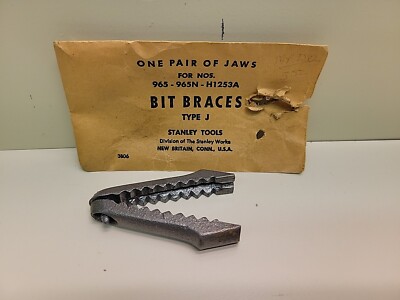 ONE PAIR OF JAWS
FOR NOS.
965 - 965N - H1253A
BIT BRACES
TYPE J
STANLEY TOOLS
Division of The Stanley Works
NEW BRITAIN, CONN., U.S.A.
3606